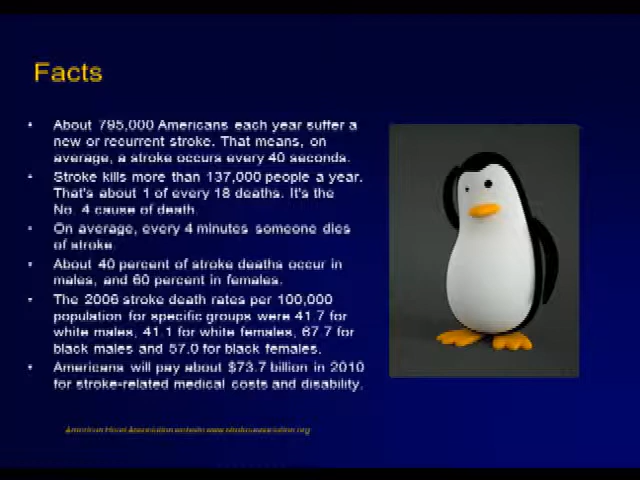 Facts
• About 795,000 Americans each year suffer a
new or recurrent stroke. That means, on
average, a stroke occurs every 40 seconds.
• Stroke kills more than 137,000 people a year.
That's about 1 of every 18 deaths. It's the
No. 4 cause of death.
• On average, every 4 minutes someone dies
of stroke.
• About 40 percent of stroke deaths occur in
males, and 60 percent in females.
• The 2006 stroke death rates per 100,000
population for specific groups were 41.7 for
white males, 41.1 for white females, 67.7 for
black males and 57.0 for black females.
• Americans will pay about $73.7 billion in 2010
for stroke-related medical costs and disability.
American Heart Association website www.strokeassociation.org